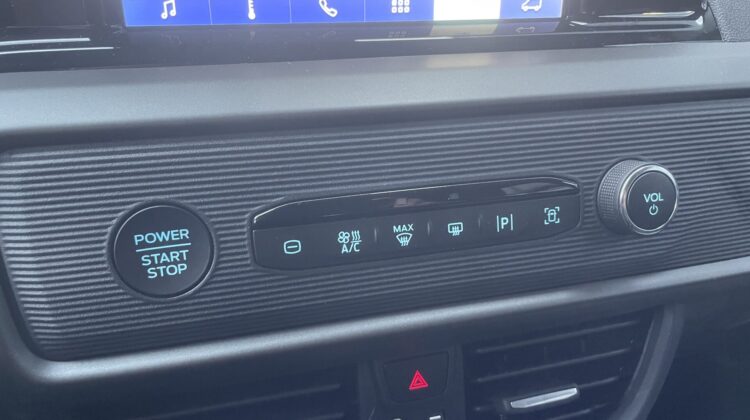 POWER
START
STOP
A/C
MAX
|P|
VOL